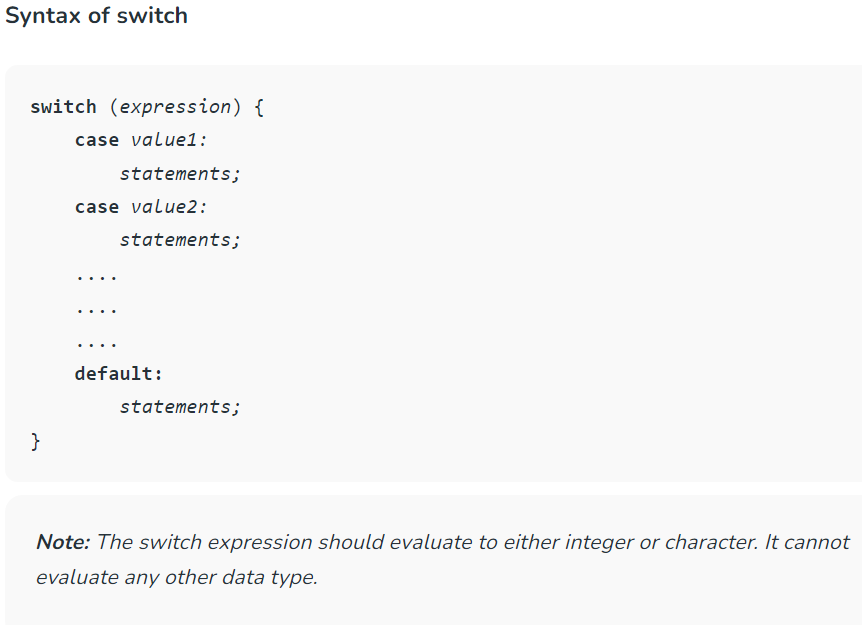 Syntax of switch
switch (expression) {
    case value1:
        statements;
    case value2:
        statements;
    ....
    ....
    ....
    default:
        statements;
}
Note: The switch expression should evaluate to either integer or character. It cannot
evaluate any other data type.